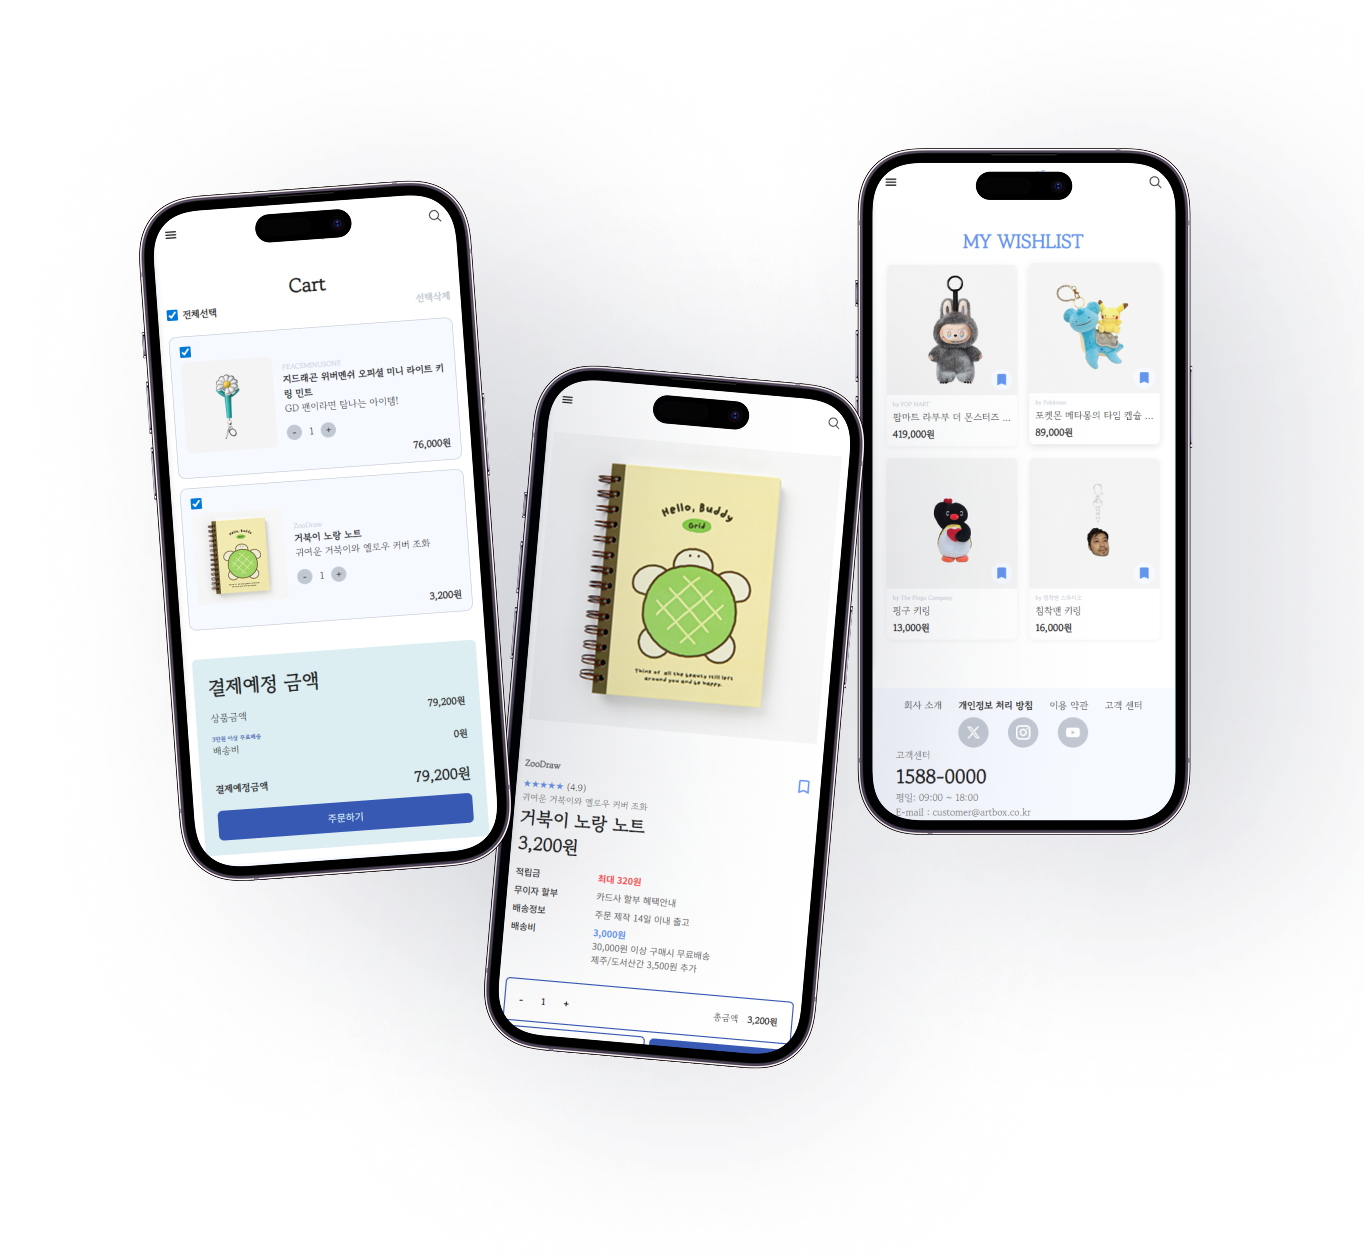 Cart
전체선택
선택삭제
PEACEMINUSONE
지드래곤 위버멘쉬 오피셜 미니 라이트 키
링 민트
GD 팬이라면 탐나는 아이템!
- 1 +
76,000원
Hello, Buddy
Grid
ZooDraw
거북이 노랑 노트
귀여운 거북이와 옐로우 커버 조화
- 1 +
3,200원
결제예정 금액
상품금액
79,200원
3만원 이상 무료배송
배송비
0원
결제예정금액
79,200원
주문하기
Hello, Buddy
Grid
Think of all the beauty still left
around you and be happy.
ZooDraw
★★★★★ (4.9)
귀여운 거북이와 옐로우 커버 조화
거북이 노랑 노트
3,200원
적립금
최대 320원
무이자 할부
카드사 할부 혜택안내
배송정보
주문 제작 14일 이내 출고
배송비
3,000원
30,000원 이상 구매시 무료배송
제주/도서산간 3,500원 추가
- 1 +
총금액 3,200원
MY WISHLIST
by POP MART
팝마트 라부부 더 몬스터즈 ...
419,000원
by Pokémon
포켓몬 메타몽의 타임 캡슐 ...
89,000원
by The Pingu Company
핑구 키링
13,000원
by 침착맨 스튜디오
침착맨 키링
16,000원
회사 소개 개인정보 처리 방침 이용 약관 고객 센터
고객센터
1588-0000
평일: 09:00 ~ 18:00
E-mail : customer@artbox.co.kr